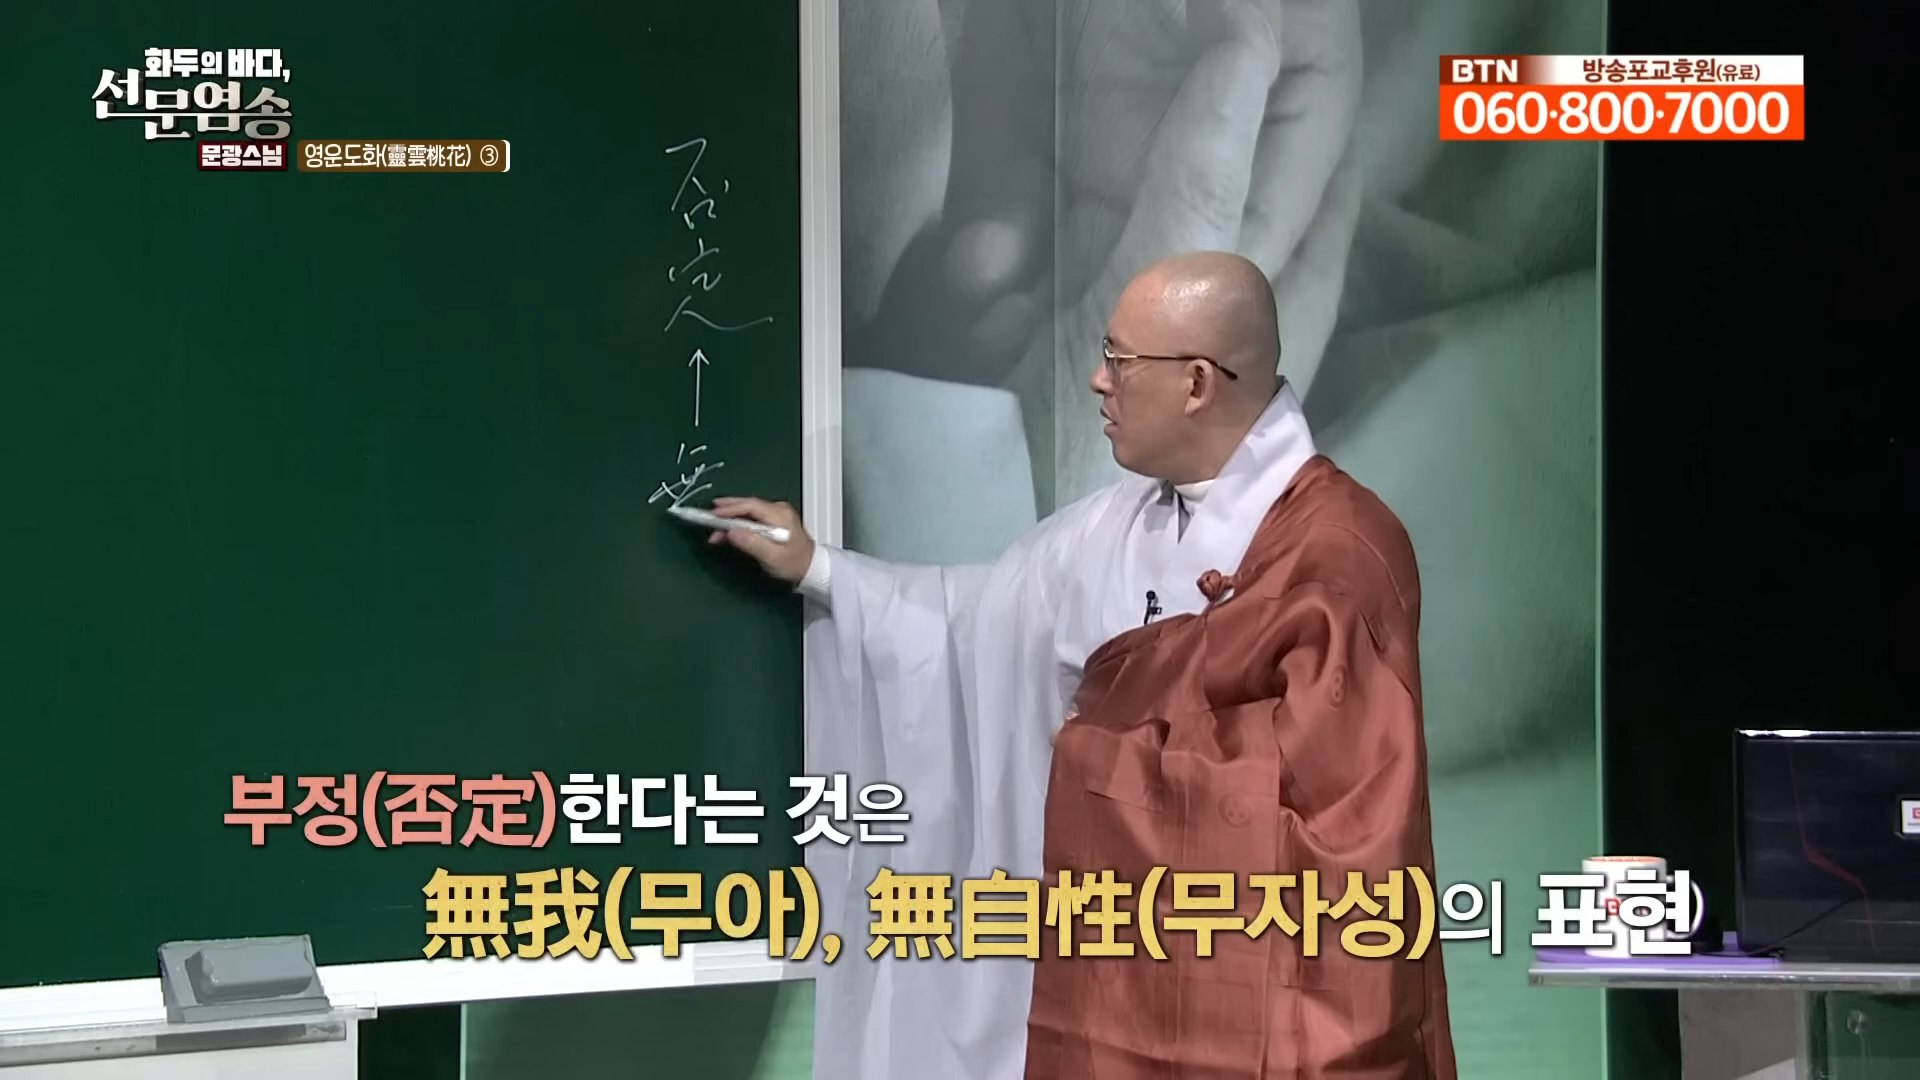 화두의 바다,
선문염송
문광스님
영운도화(靈雲桃花) ③
BTN 방송포교후원(유료)
060·800·7000
否定
↑
無
부정(否定)한다는 것은
無我(무아), 無自性(무자성)의 표현